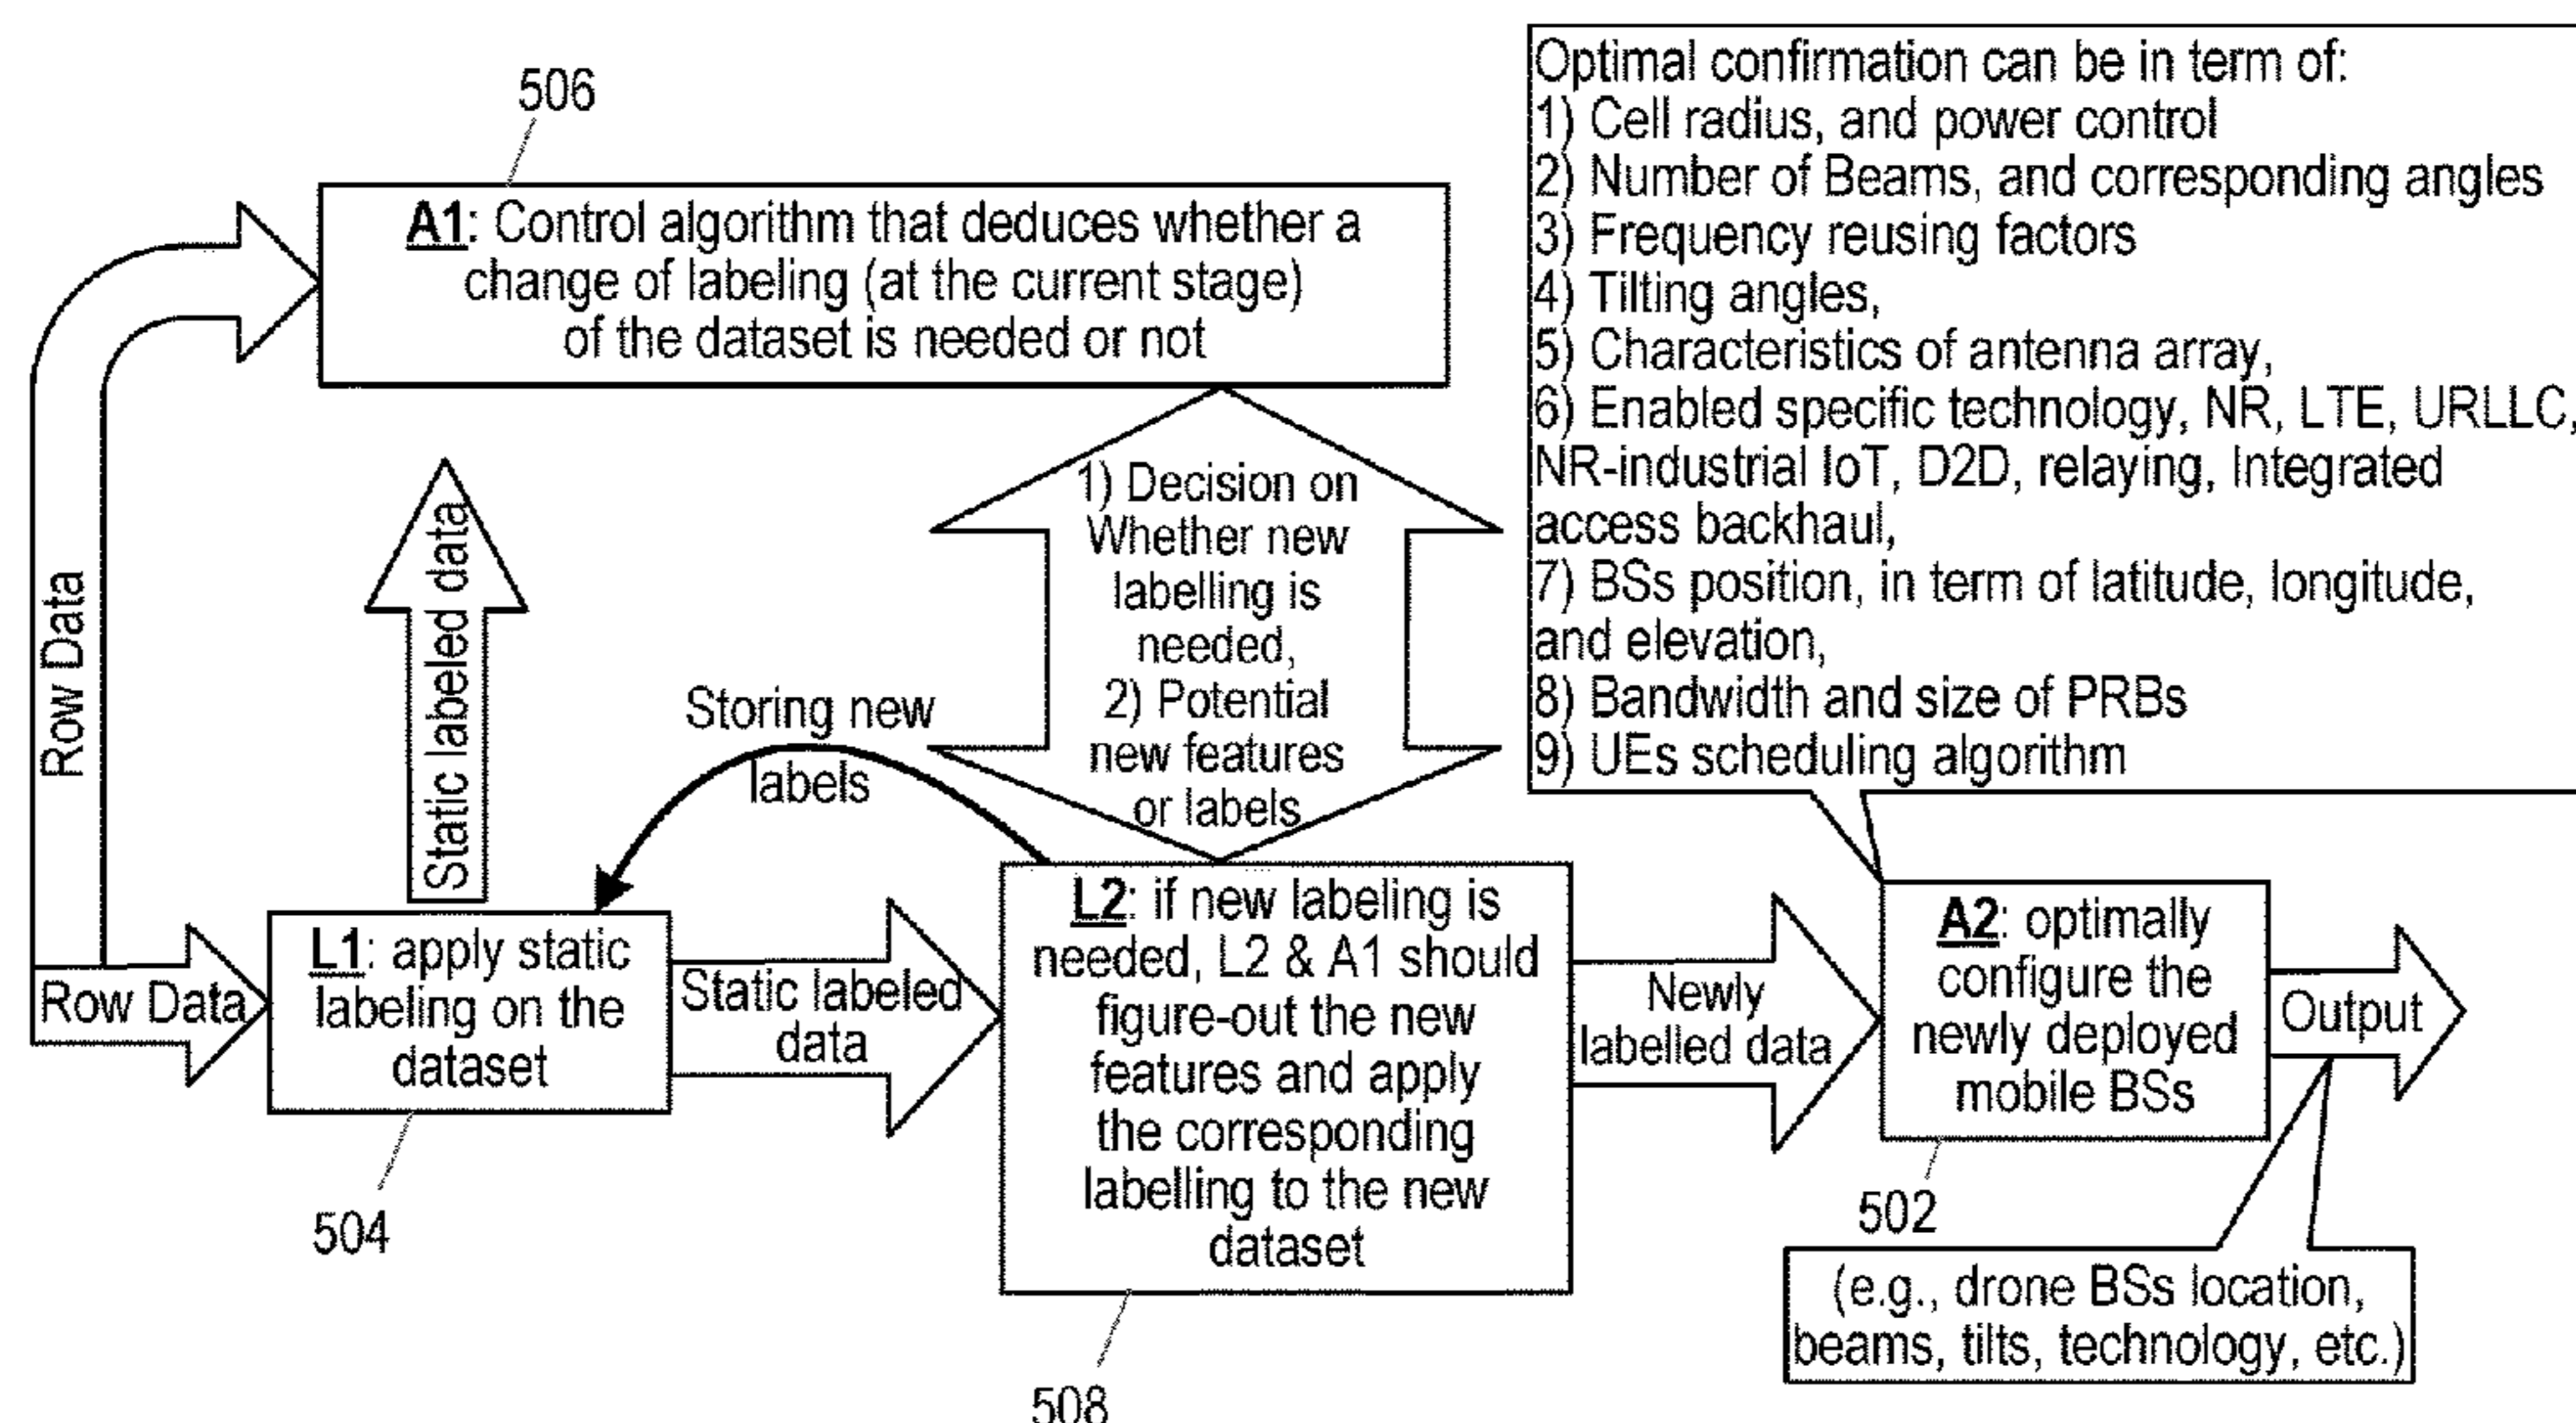 506
A1: Control algorithm that deduces whether a
change of labeling (at the current stage)
of the dataset is needed or not
Optimal confirmation can be in term of:
1) Cell radius, and power control
2) Number of Beams, and corresponding angles
3) Frequency reusing factors
4) Tilting angles,
5) Characteristics of antenna array,
6) Enabled specific technology, NR, LTE, URLLC,
NR-industrial IoT, D2D, relaying, Integrated
access backhaul,
7) BSs position, in term of latitude, longitude,
and elevation,
8) Bandwidth and size of PRBs
9) UEs scheduling algorithm
Row Data
Static labeled data
1) Decision on
Whether new
labelling is
needed,
2) Potential
new features
or labels
Storing new
labels
Row Data
L1: apply static
labeling on the
dataset
504
Static labeled
data
L2: if new labeling is
needed, L2 & A1 should
figure-out the new
features and apply
the corresponding
labelling to the new
dataset
508
Newly
labelled data
A2: optimally
configure the
newly deployed
mobile BSs
502
Output
(e.g., drone BSs location,
beams, tilts, technology, etc.)